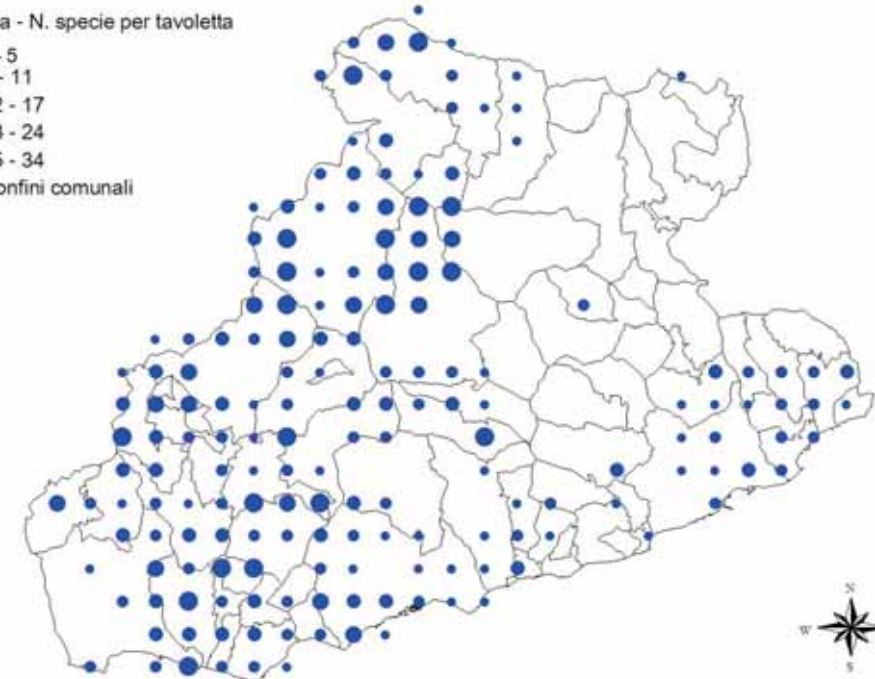 a - N. specie per tavoletta
- 5
- 11
2 - 17
- 24
- 34
onfini comunali
N
W
S